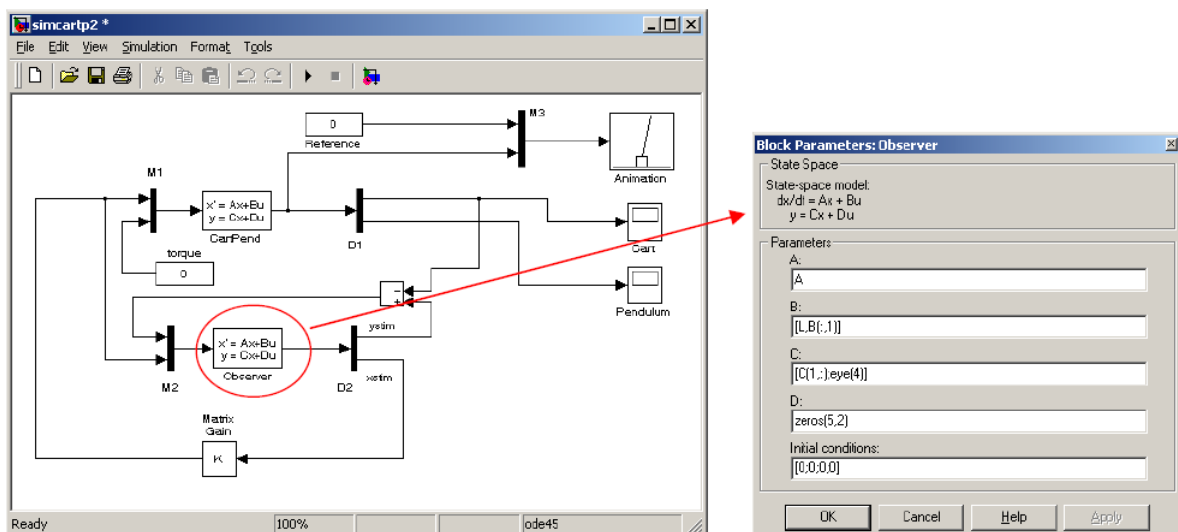 simcartp2 *
File Edit View Simulation Format Tools
0
Reference
M3
Animation
M1
x' = Ax+Bu
y = Cx+Du
CartPend
D1
torque
0
Cart
Pendulum
−
+
ystim
M2
x' = Ax+Bu
y = Cx+Du
Observer
D2
xstim
Matrix
Gain
K
Ready
100%
ode45
Block Parameters: Observer
State Space
State-space model:
dx/dt = Ax + Bu
y = Cx + Du
Parameters
A:
A
B:
[L,B(:,1)]
C:
[C(1,:);eye(4)]
D:
zeros(5,2)
Initial conditions:
[0;0;0;0]
OK Cancel Help Apply